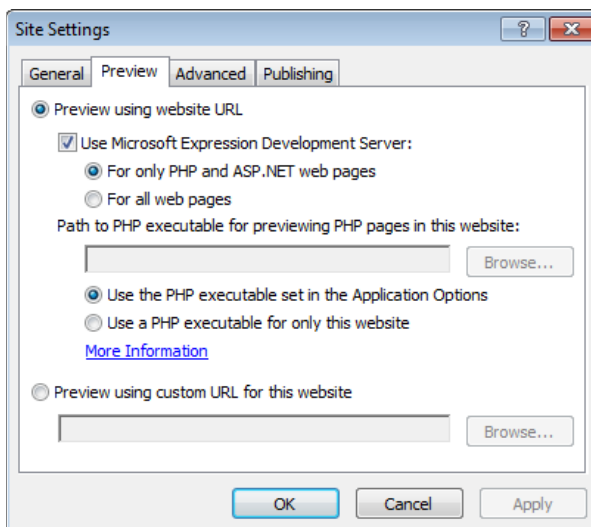 Site Settings
General Preview Advanced Publishing
Preview using website URL
Use Microsoft Expression Development Server:
For only PHP and ASP.NET web pages
For all web pages
Path to PHP executable for previewing PHP pages in this website:
Browse...
Use the PHP executable set in the Application Options
Use a PHP executable for only this website
More Information
Preview using custom URL for this website
Browse...
OK Cancel Apply